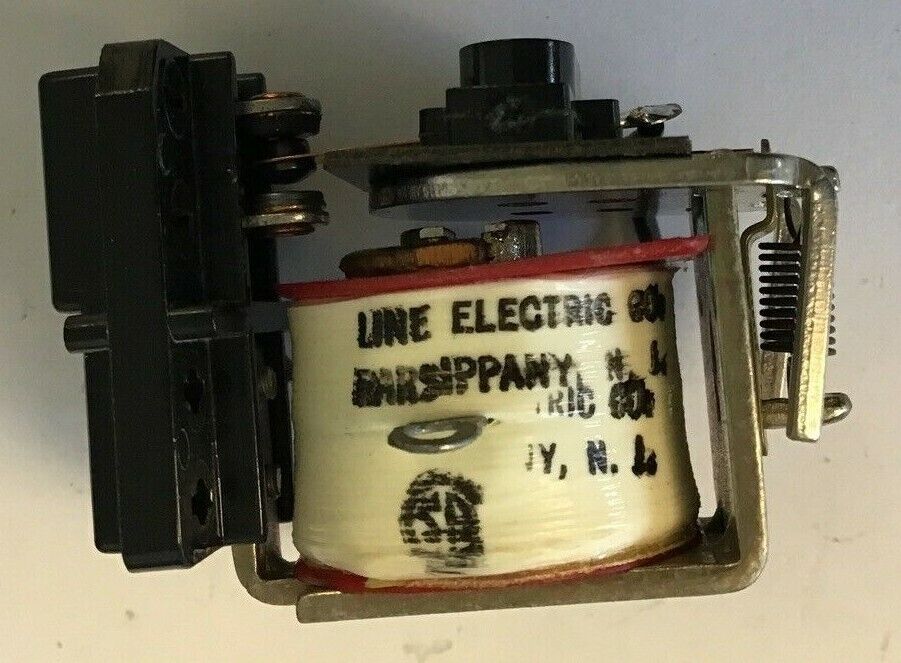 LINE ELECTRIC CO
PARSIPPANY, N. J.
RIC CO
Y, N. J.